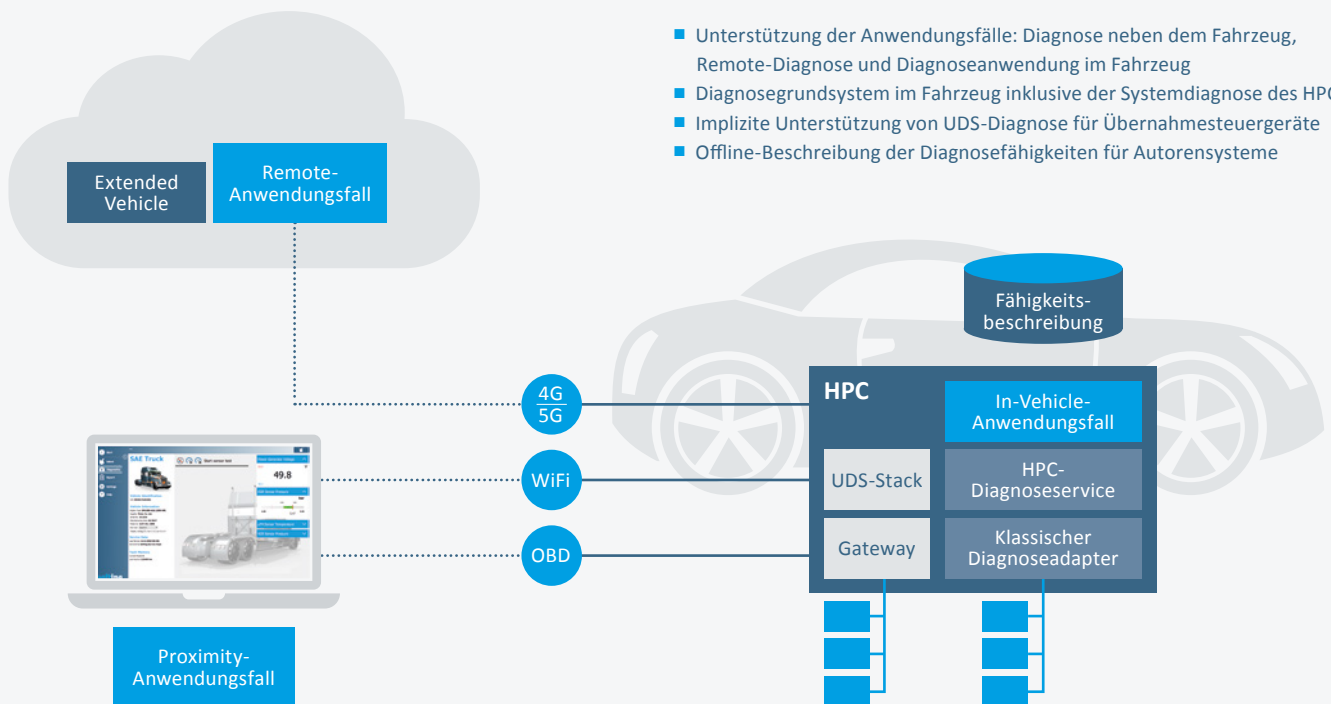 Unterstützung der Anwendungsfälle: Diagnose neben dem Fahrzeug,
Remote-Diagnose und Diagnoseanwendung im Fahrzeug
Diagnosegrundsystem im Fahrzeug inklusive der Systemdiagnose des HPC
Implizite Unterstützung von UDS-Diagnose für Übernahmesteuergeräte
Offline-Beschreibung der Diagnosefähigkeiten für Autorensysteme
Extended
Vehicle
Remote-
Anwendungsfall
Fähigkeits-
beschreibung
4G
5G
HPC
In-Vehicle-
Anwendungsfall
SAE Truck
Start sensor test
49.8
WiFi
UDS-Stack
HPC-
Diagnoseservice
OBD
Gateway
Klassischer
Diagnoseadapter
Proximity-
Anwendungsfall